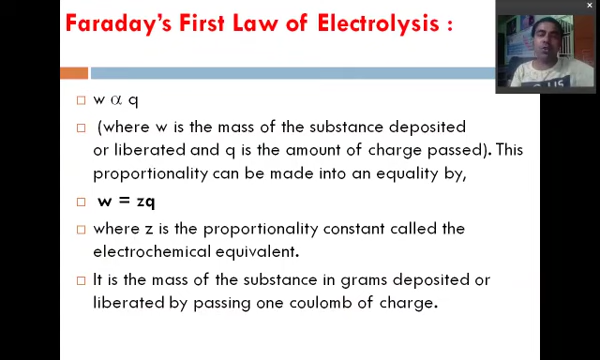 Faraday's First Law of Electrolysis :
w α q
(where w is the mass of the substance deposited
or liberated and q is the amount of charge passed). This
proportionality can be made into an equality by,
w = zq
where z is the proportionality constant called the
electrochemical equivalent.
It is the mass of the substance in grams deposited or
liberated by passing one coulomb of charge.